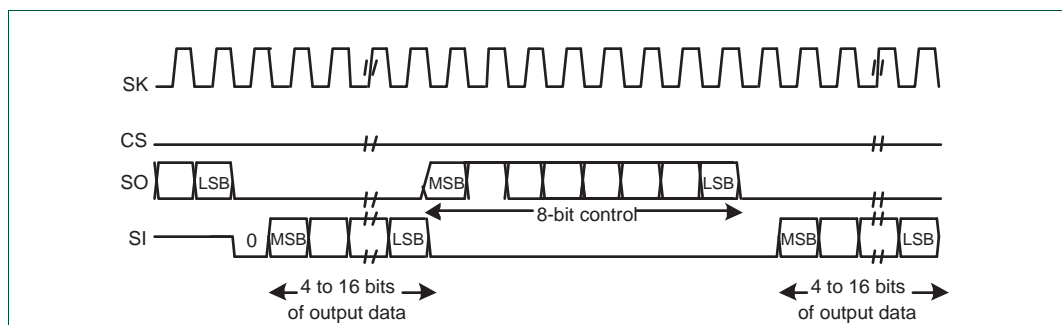 SK
CS
SO
LSB
MSB
LSB
8-bit control
SI
0
MSB
LSB
MSB
LSB
4 to 16 bits
of output data
4 to 16 bits
of output data